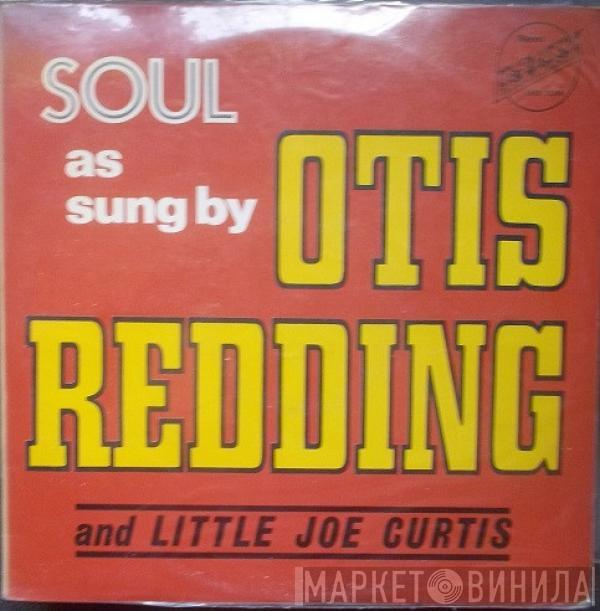 SOUL
as
sung by
OTIS
REDDING
and LITTLE JOE CURTIS
МАРКЕТ ВИНИЛА